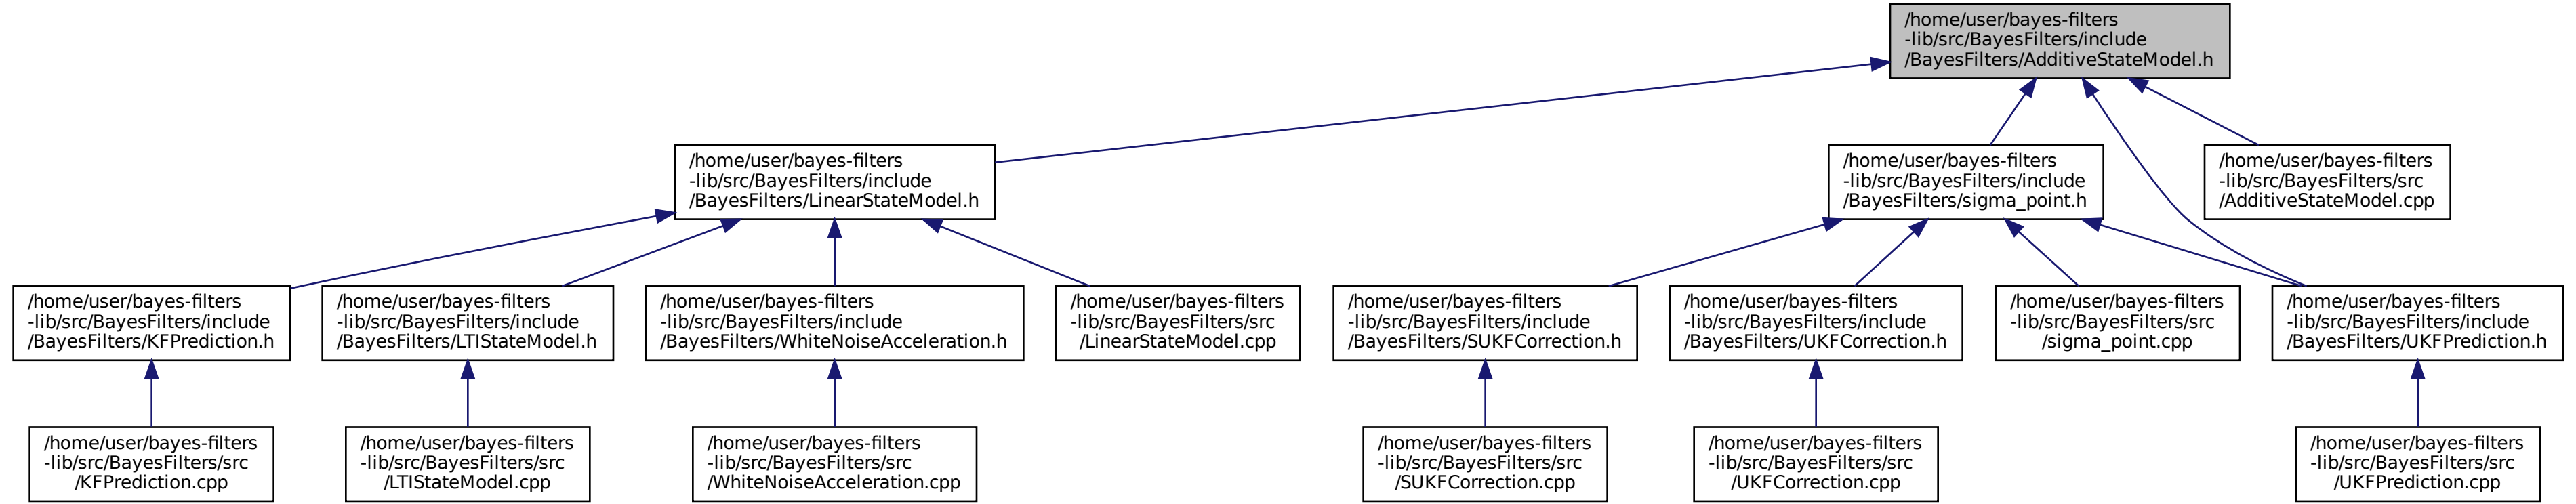 /home/user/bayes-filters
-lib/src/BayesFilters/include
/BayesFilters/AdditiveStateModel.h
/home/user/bayes-filters
-lib/src/BayesFilters/include
/BayesFilters/LinearStateModel.h
/home/user/bayes-filters
-lib/src/BayesFilters/include
/BayesFilters/sigma_point.h
/home/user/bayes-filters
-lib/src/BayesFilters/src
/AdditiveStateModel.cpp
/home/user/bayes-filters
-lib/src/BayesFilters/include
/BayesFilters/KFPrediction.h
/home/user/bayes-filters
-lib/src/BayesFilters/include
/BayesFilters/LTIStateModel.h
/home/user/bayes-filters
-lib/src/BayesFilters/include
/BayesFilters/WhiteNoiseAcceleration.h
/home/user/bayes-filters
-lib/src/BayesFilters/src
/LinearStateModel.cpp
/home/user/bayes-filters
-lib/src/BayesFilters/include
/BayesFilters/SUKFCorrection.h
/home/user/bayes-filters
-lib/src/BayesFilters/include
/BayesFilters/UKFCorrection.h
/home/user/bayes-filters
-lib/src/BayesFilters/src
/sigma_point.cpp
/home/user/bayes-filters
-lib/src/BayesFilters/include
/BayesFilters/UKFPrediction.h
/home/user/bayes-filters
-lib/src/BayesFilters/src
/KFPrediction.cpp
/home/user/bayes-filters
-lib/src/BayesFilters/src
/LTIStateModel.cpp
/home/user/bayes-filters
-lib/src/BayesFilters/src
/WhiteNoiseAcceleration.cpp
/home/user/bayes-filters
-lib/src/BayesFilters/src
/SUKFCorrection.cpp
/home/user/bayes-filters
-lib/src/BayesFilters/src
/UKFCorrection.cpp
/home/user/bayes-filters
-lib/src/BayesFilters/src
/UKFPrediction.cpp